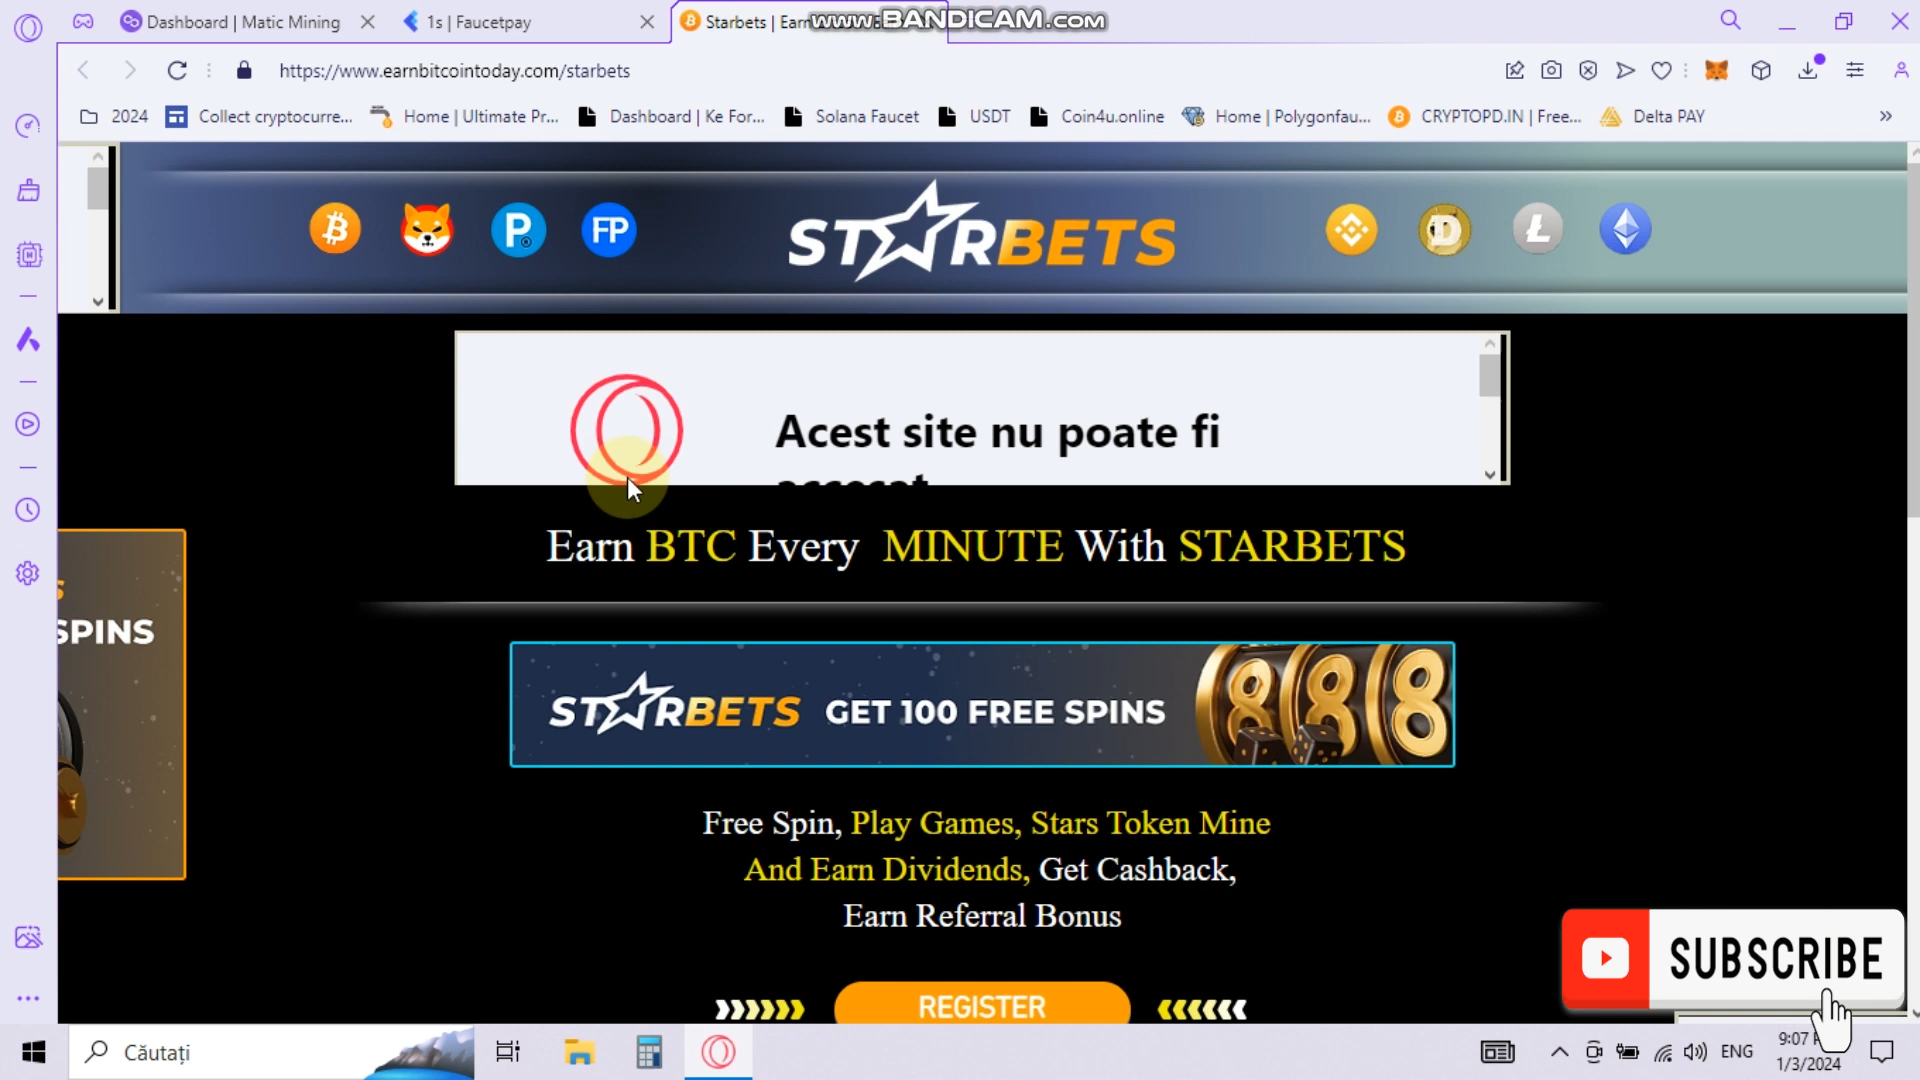 Dashboard | Matic Mining
1s | Faucetpay
Starbets | Earn
www.BANDICAM.com
https://www.earnbitcointoday.com/starbets
2024
Collect cryptocurre...
Home | Ultimate Pr...
Dashboard | Ke For...
Solana Faucet
USDT
Coin4u.online
Home | Polygonfau...
CRYPTOPD.IN | Free...
Delta PAY
»
P
FP
STARBETS
D
Ł
Acest site nu poate fi
accesat
Earn BTC Every MINUTE With STARBETS
SPINS
STARBETS GET 100 FREE SPINS
888
Free Spin, Play Games, Stars Token Mine
And Earn Dividends, Get Cashback,
Earn Referral Bonus
REGISTER
SUBSCRIBE
Căutați
ENG
9:07
1/3/2024